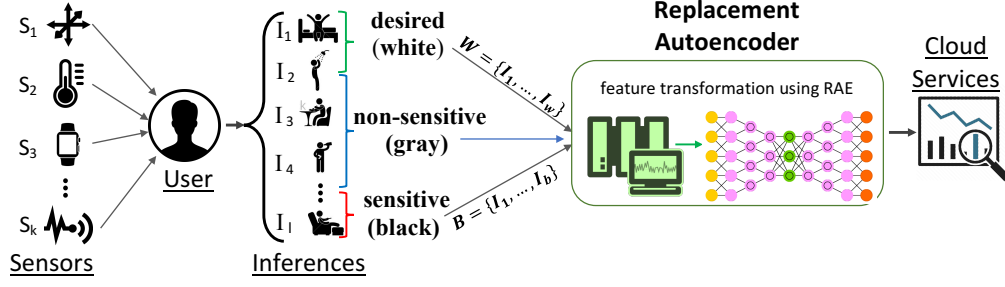 S1
S2
S3
Sk
Sensors
User
I1
I2
I3
I4
Il
Inferences
desired
(white)
non-sensitive
(gray)
sensitive
(black)
W = {I1, ..., Iw}
B = {I1, ..., Ib}
Replacement
Autoencoder
feature transformation using RAE
Cloud
Services